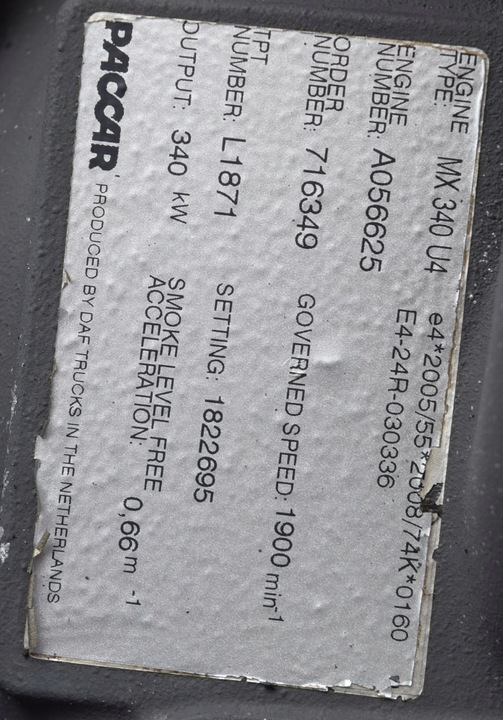 ENGINE
TYPE: MX 340 U4 e4*2005/55*2008/74K*0160
E4-24R-030336
ENGINE
NUMBER: A056625
ORDER
NUMBER: 716349 GOVERNED SPEED: 1900 min-1
TPT
NUMBER: L1871 SETTING: 1822695
OUTPUT: 340 kW SMOKE LEVEL FREE
ACCELERATION: 0,66 m -1
PACCAR PRODUCED BY DAF TRUCKS IN THE NETHERLANDS